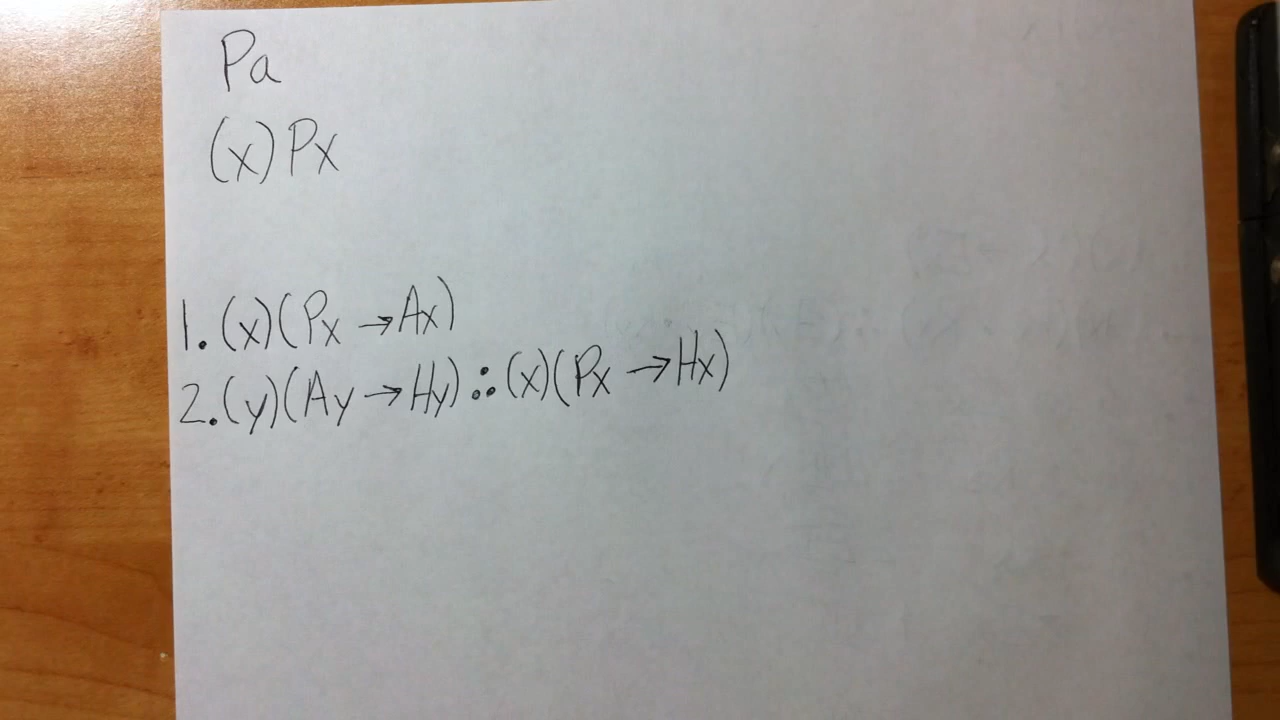 Pa
(x)Px
1. (x)(Px → Ax)
2. (y)(Ay → Hy) ∴ (x)(Px → Hx)